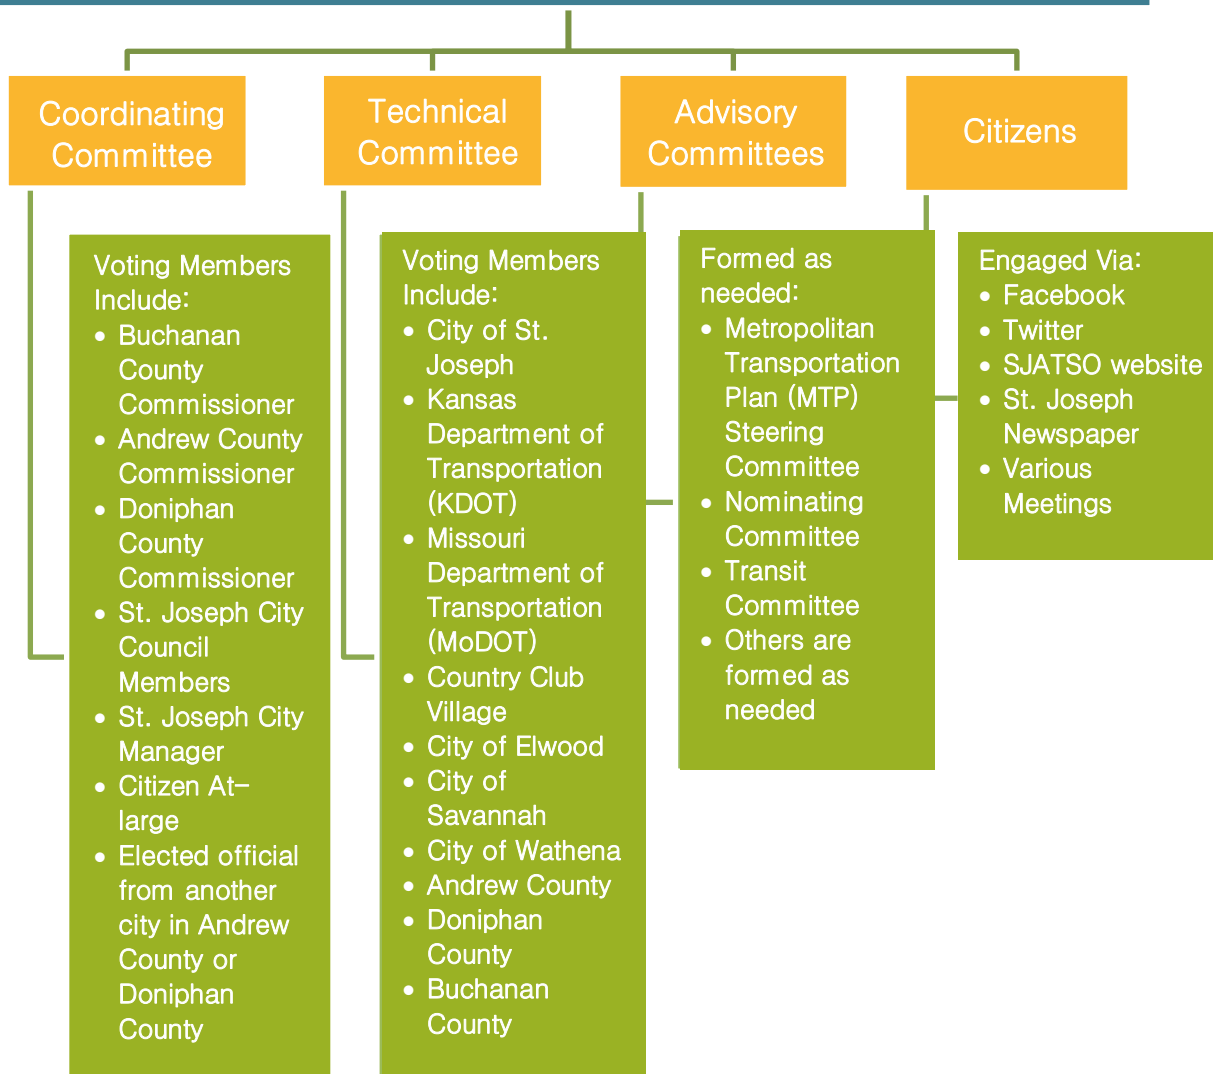 Coordinating
Committee
Technical
Committee
Advisory
Committees
Citizens
Voting Members
Include:
• Buchanan
County
Commissioner
• Andrew County
Commissioner
• Doniphan
County
Commissioner
• St. Joseph City
Council
Members
• St. Joseph City
Manager
• Citizen At-
large
• Elected official
from another
city in Andrew
County or
Doniphan
County
Voting Members
Include:
• City of St.
Joseph
• Kansas
Department of
Transportation
(KDOT)
• Missouri
Department of
Transportation
(MoDOT)
• Country Club
Village
• City of Elwood
• City of
Savannah
• City of Wathena
• Andrew County
• Doniphan
County
• Buchanan
County
Formed as
needed:
• Metropolitan
Transportation
Plan (MTP)
Steering
Committee
• Nominating
Committee
• Transit
Committee
• Others are
formed as
needed
Engaged Via:
• Facebook
• Twitter
• SJATSO website
• St. Joseph
Newspaper
• Various
Meetings